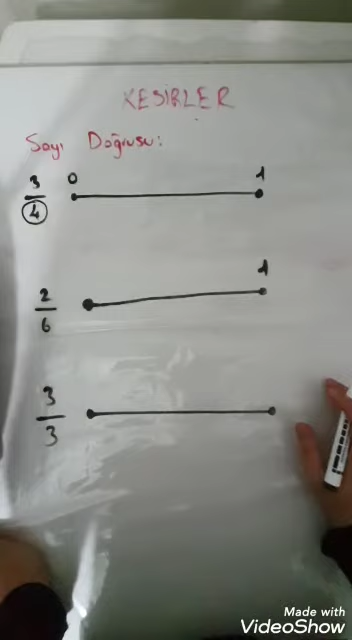 KESİRLER
Sayı Doğrusu:
3/4 0 1
2/6 1
3/3
Made with
VideoShow